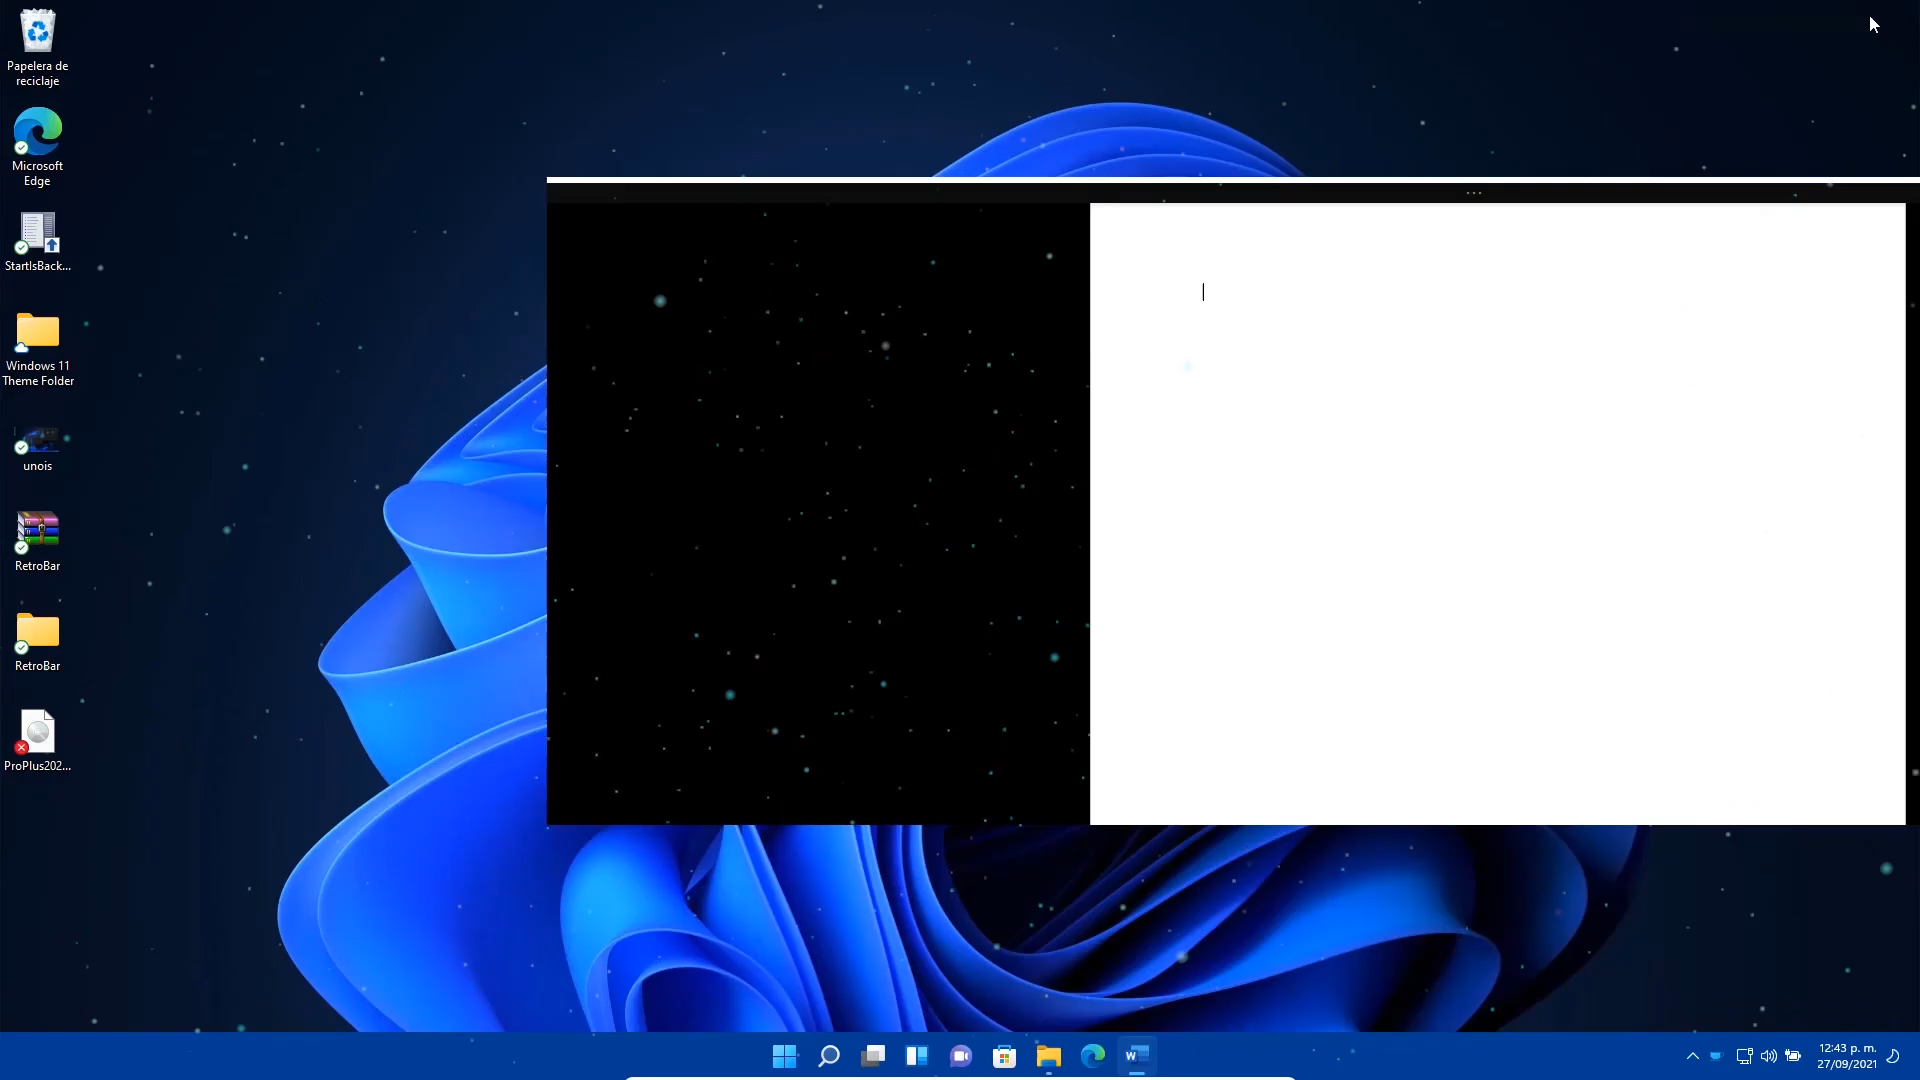 Papelera de
reciclaje
Microsoft
Edge
StartIsBack...
Windows 11
Theme Folder
unois
RetroBar
RetroBar
ProPlus202...
W
12:43 p. m.
27/09/2021